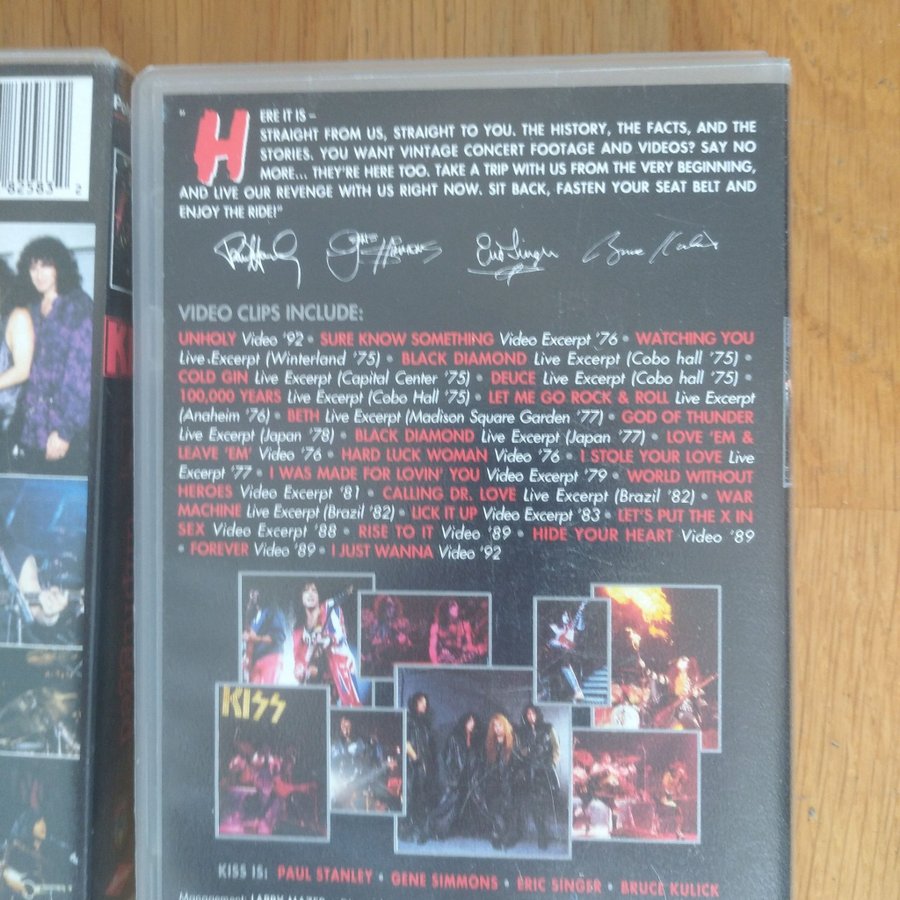 " HERE IT IS –
STRAIGHT FROM US, STRAIGHT TO YOU. THE HISTORY, THE FACTS, AND THE
STORIES. YOU WANT VINTAGE CONCERT FOOTAGE AND VIDEOS? SAY NO
MORE... THEY'RE HERE TOO. TAKE A TRIP WITH US FROM THE VERY BEGINNING,
AND LIVE OUR REVENGE WITH US RIGHT NOW. SIT BACK, FASTEN YOUR SEAT BELT AND
ENJOY THE RIDE!"
VIDEO CLIPS INCLUDE:
UNHOLY Video '92 • SURE KNOW SOMETHING Video Excerpt '76 • WATCHING YOU
Live Excerpt (Winterland '75) • BLACK DIAMOND Live Excerpt (Cobo hall '75) •
COLD GIN Live Excerpt (Capital Center '75) • DEUCE Live Excerpt (Cobo hall '75) •
100,000 YEARS Live Excerpt (Cobo Hall '75) • LET ME GO ROCK & ROLL Live Excerpt
(Anaheim '76) • BETH Live Excerpt (Madison Square Garden '77) • GOD OF THUNDER
Live Excerpt (Japan '78) • BLACK DIAMOND Live Excerpt (Japan '77) • LOVE 'EM &
LEAVE 'EM' Video '76 • HARD LUCK WOMAN Video '76 • I STOLE YOUR LOVE Live
Excerpt '77 • I WAS MADE FOR LOVIN' YOU Video Excerpt '79 • WORLD WITHOUT
HEROES Video Excerpt '81 • CALLING DR. LOVE Live Excerpt (Brazil '82) • WAR
MACHINE Live Excerpt (Brazil '82) • LICK IT UP Video Excerpt '83 • LET'S PUT THE X IN
SEX Video Excerpt '88 • RISE TO IT Video '89 • HIDE YOUR HEART Video '89
• FOREVER Video '89 • I JUST WANNA Video '92
KISS
KISS IS: PAUL STANLEY • GENE SIMMONS • ERIC SINGER • BRUCE KULICK
82583 2